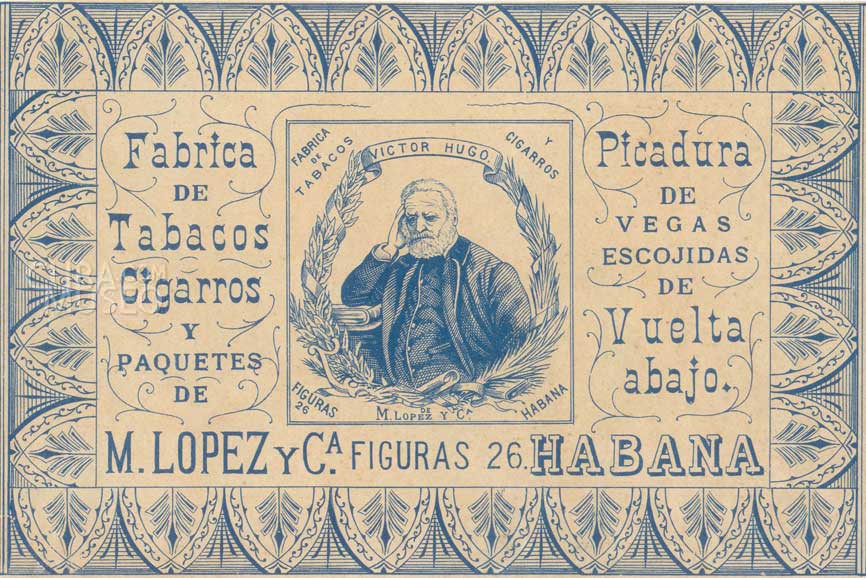 Fabrica
DE
Tabacos
Cigarros
Y
PAQUETES
DE
FABRICA
DE
TABACOS
Y
CIGARROS
VICTOR HUGO.
FIGURAS
26
DE
M. LOPEZ Y Cª.
HABANA
Picadura
DE
VEGAS
ESCOJIDAS
DE
Vuelta
abajo.
M. LOPEZ Y C.A FIGURAS 26. HABANA